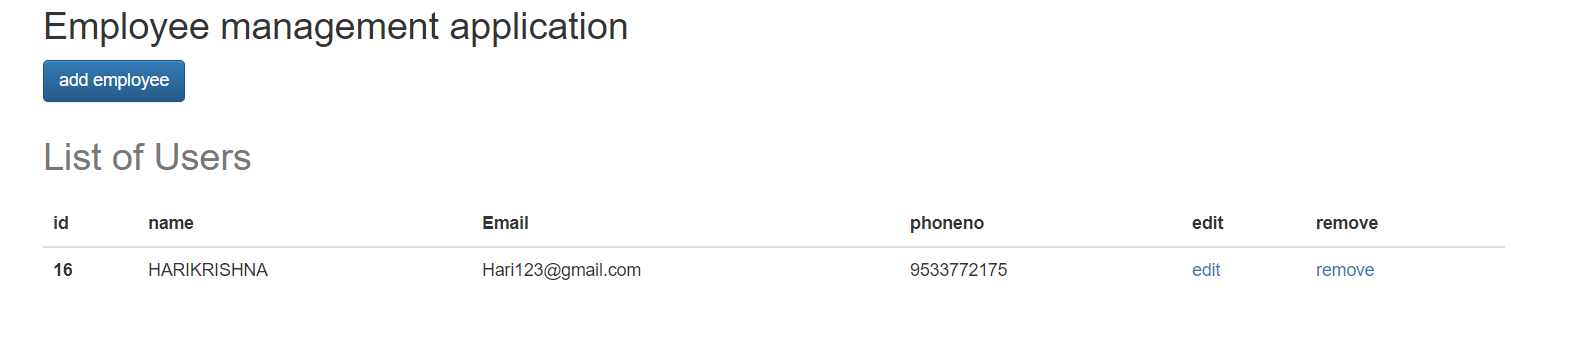 Employee management application
add employee
List of Users
id name Email phoneno edit remove
16 HARIKRISHNA Hari123@gmail.com 9533772175 edit remove